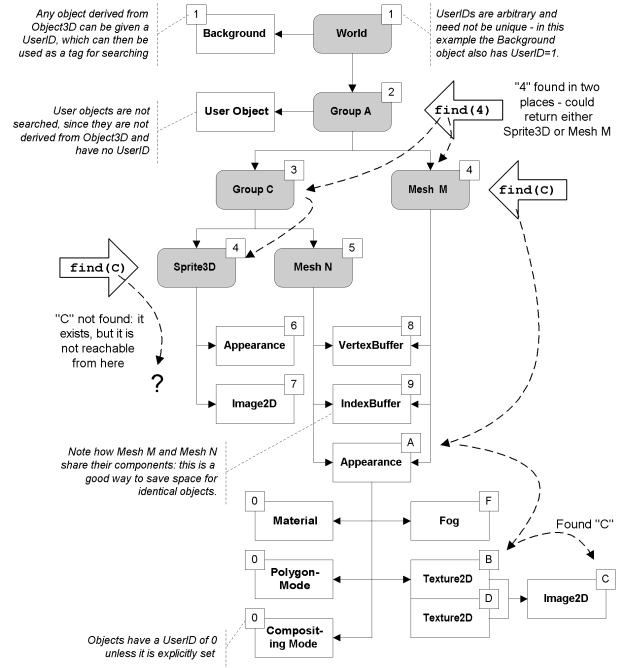 Any object derived from
Object3D can be given a
UserID, which can then be
used as a tag for searching
1
Background
1
World
UserIDs are arbitrary and
need not be unique - in this
example the Background
object also has UserID=1.
User objects are not
searched, since they are not
derived from Object3D and
have no UserID
User Object
2
Group A
find(4)
"4" found in two
places - could
return either
Sprite3D or Mesh M
3
Group C
4
Mesh M
find(C)
find(C)
4
Sprite3D
5
Mesh N
"C" not found: it
exists, but it is
not reachable
from here
?
6
Appearance
8
VertexBuffer
7
Image2D
9
IndexBuffer
Note how Mesh M and Mesh N
share their components: this is a
good way to save space for
identical objects.
A
Appearance
0
Material
F
Fog
Found "C"
0
Polygon-
Mode
B
Texture2D
C
Image2D
D
Texture2D
0
Composit-
ing Mode
Objects have a UserID of 0
unless it is explicitly set